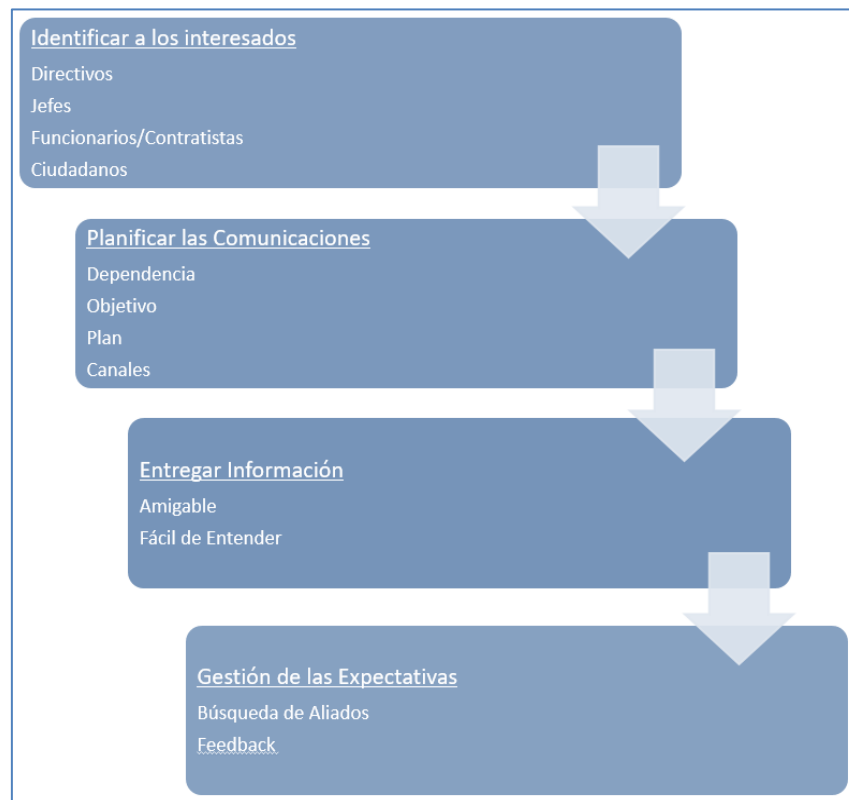 Identificar a los interesados
Directivos
Jefes
Funcionarios/Contratistas
Ciudadanos
Planificar las Comunicaciones
Dependencia
Objetivo
Plan
Canales
Entregar Información
Amigable
Fácil de Entender
Gestión de las Expectativas
Búsqueda de Aliados
Feedback